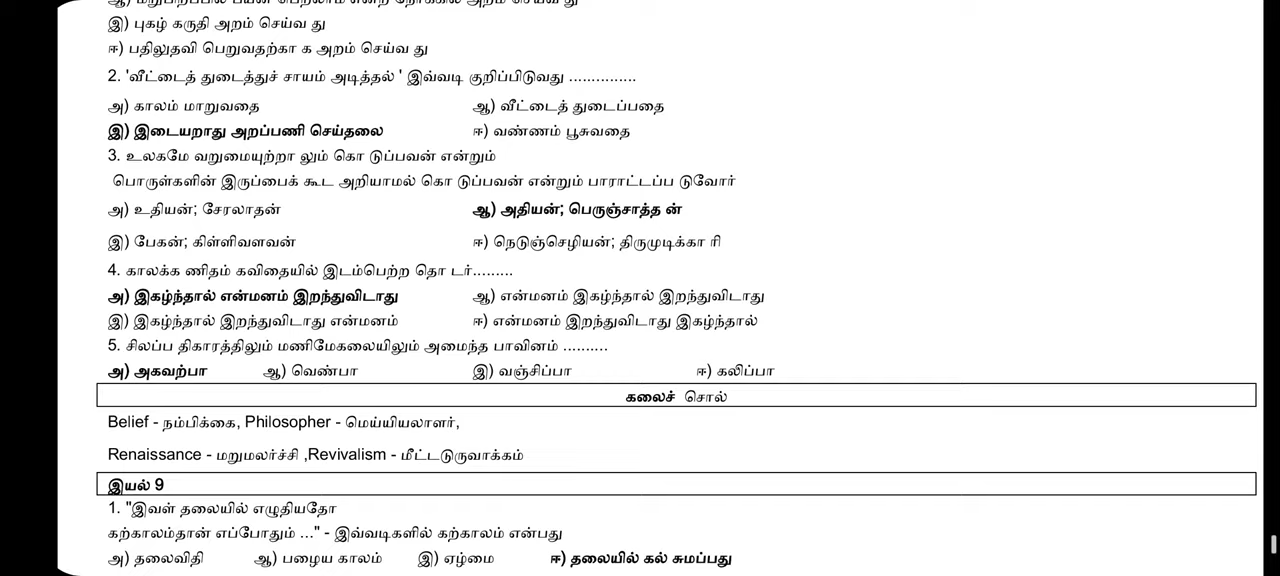 ஆ) மறுபிறப்பில் பயன் பெறலாம் என்ற நோக்கில் அறம் செய்வ து
இ) புகழ் கருதி அறம் செய்வ து
ஈ) பதிலுதவி பெறுவதற்கா க அறம் செய்வ து
2. 'வீட்டைத் துடைத்துச் சாயம் அடித்தல் ' இவ்வடி குறிப்பிடுவது ...............
அ) காலம் மாறுவதை ஆ) வீட்டைத் துடைப்பதை
இ) இடையறாது அறப்பணி செய்தலை ஈ) வண்ணம் பூசுவதை
3. உலகமே வறுமையுற்றா லும் கொ டுப்பவன் என்றும்
பொருள்களின் இருப்பைக் கூட அறியாமல் கொ டுப்பவன் என்றும் பாராட்டப்ப டுவோர்
அ) உதியன்; சேரலாதன் ஆ) அதியன்; பெருஞ்சாத்த ன்
இ) பேகன்; கிள்ளிவளவன் ஈ) நெடுஞ்செழியன்; திருமுடிக்கா ரி
4. காலக்க ணிதம் கவிதையில் இடம்பெற்ற தொ டர்.........
அ) இகழ்ந்தால் என்மனம் இறந்துவிடாது ஆ) என்மனம் இகழ்ந்தால் இறந்துவிடாது
இ) இகழ்ந்தால் இறந்துவிடாது என்மனம் ஈ) என்மனம் இறந்துவிடாது இகழ்ந்தால்
5. சிலப்ப திகாரத்திலும் மணிமேகலையிலும் அமைந்த பாவினம் ..........
அ) அகவற்பா ஆ) வெண்பா இ) வஞ்சிப்பா ஈ) கலிப்பா
கலைச் சொல்
Belief - நம்பிக்கை, Philosopher - மெய்யியலாளர்,
Renaissance - மறுமலர்ச்சி ,Revivalism - மீட்டடுருவாக்கம்
இயல் 9
1. "இவள் தலையில் எழுதியதோ
கற்காலம்தான் எப்போதும் ..." - இவ்வடிகளில் கற்காலம் என்பது
அ) தலைவிதி ஆ) பழைய காலம் இ) ஏழ்மை ஈ) தலையில் கல் சுமப்பது